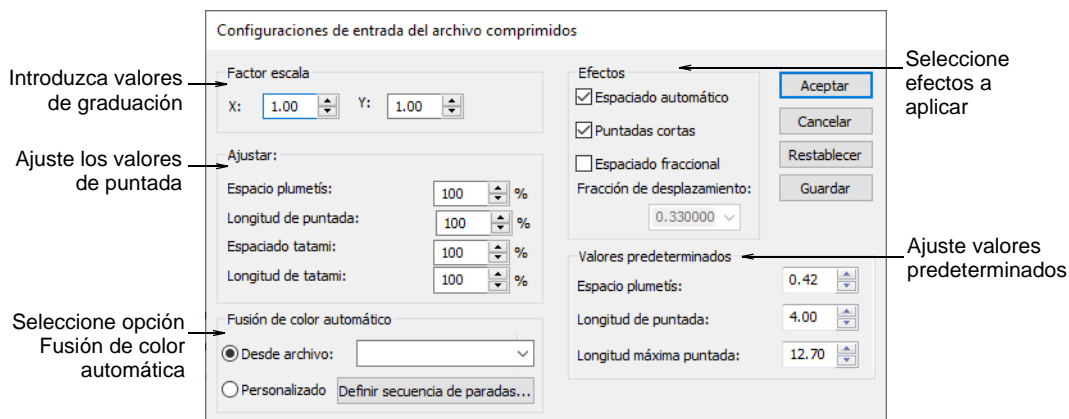 Configuraciones de entrada del archivo comprimidos
Introduzca valores
de graduación
Factor escala
X: 1.00 Y: 1.00
Ajuste los valores
de puntada
Ajustar:
Espacio plumetís: 100 %
Longitud de puntada: 100 %
Espaciado tatami: 100 %
Longitud de tatami: 100 %
Seleccione opción
Fusión de color
automática
Fusión de color automático
Desde archivo:
Personalizado Definir secuencia de paradas...
Efectos
Espaciado automático
Puntadas cortas
Espaciado fraccional
Fracción de desplazamiento:
0.330000
Aceptar
Cancelar
Restablecer
Guardar
Seleccione
efectos a
aplicar
Valores predeterminados
Espacio plumetís: 0.42
Longitud de puntada: 4.00
Longitud máxima puntada: 12.70
Ajuste valores
predeterminados